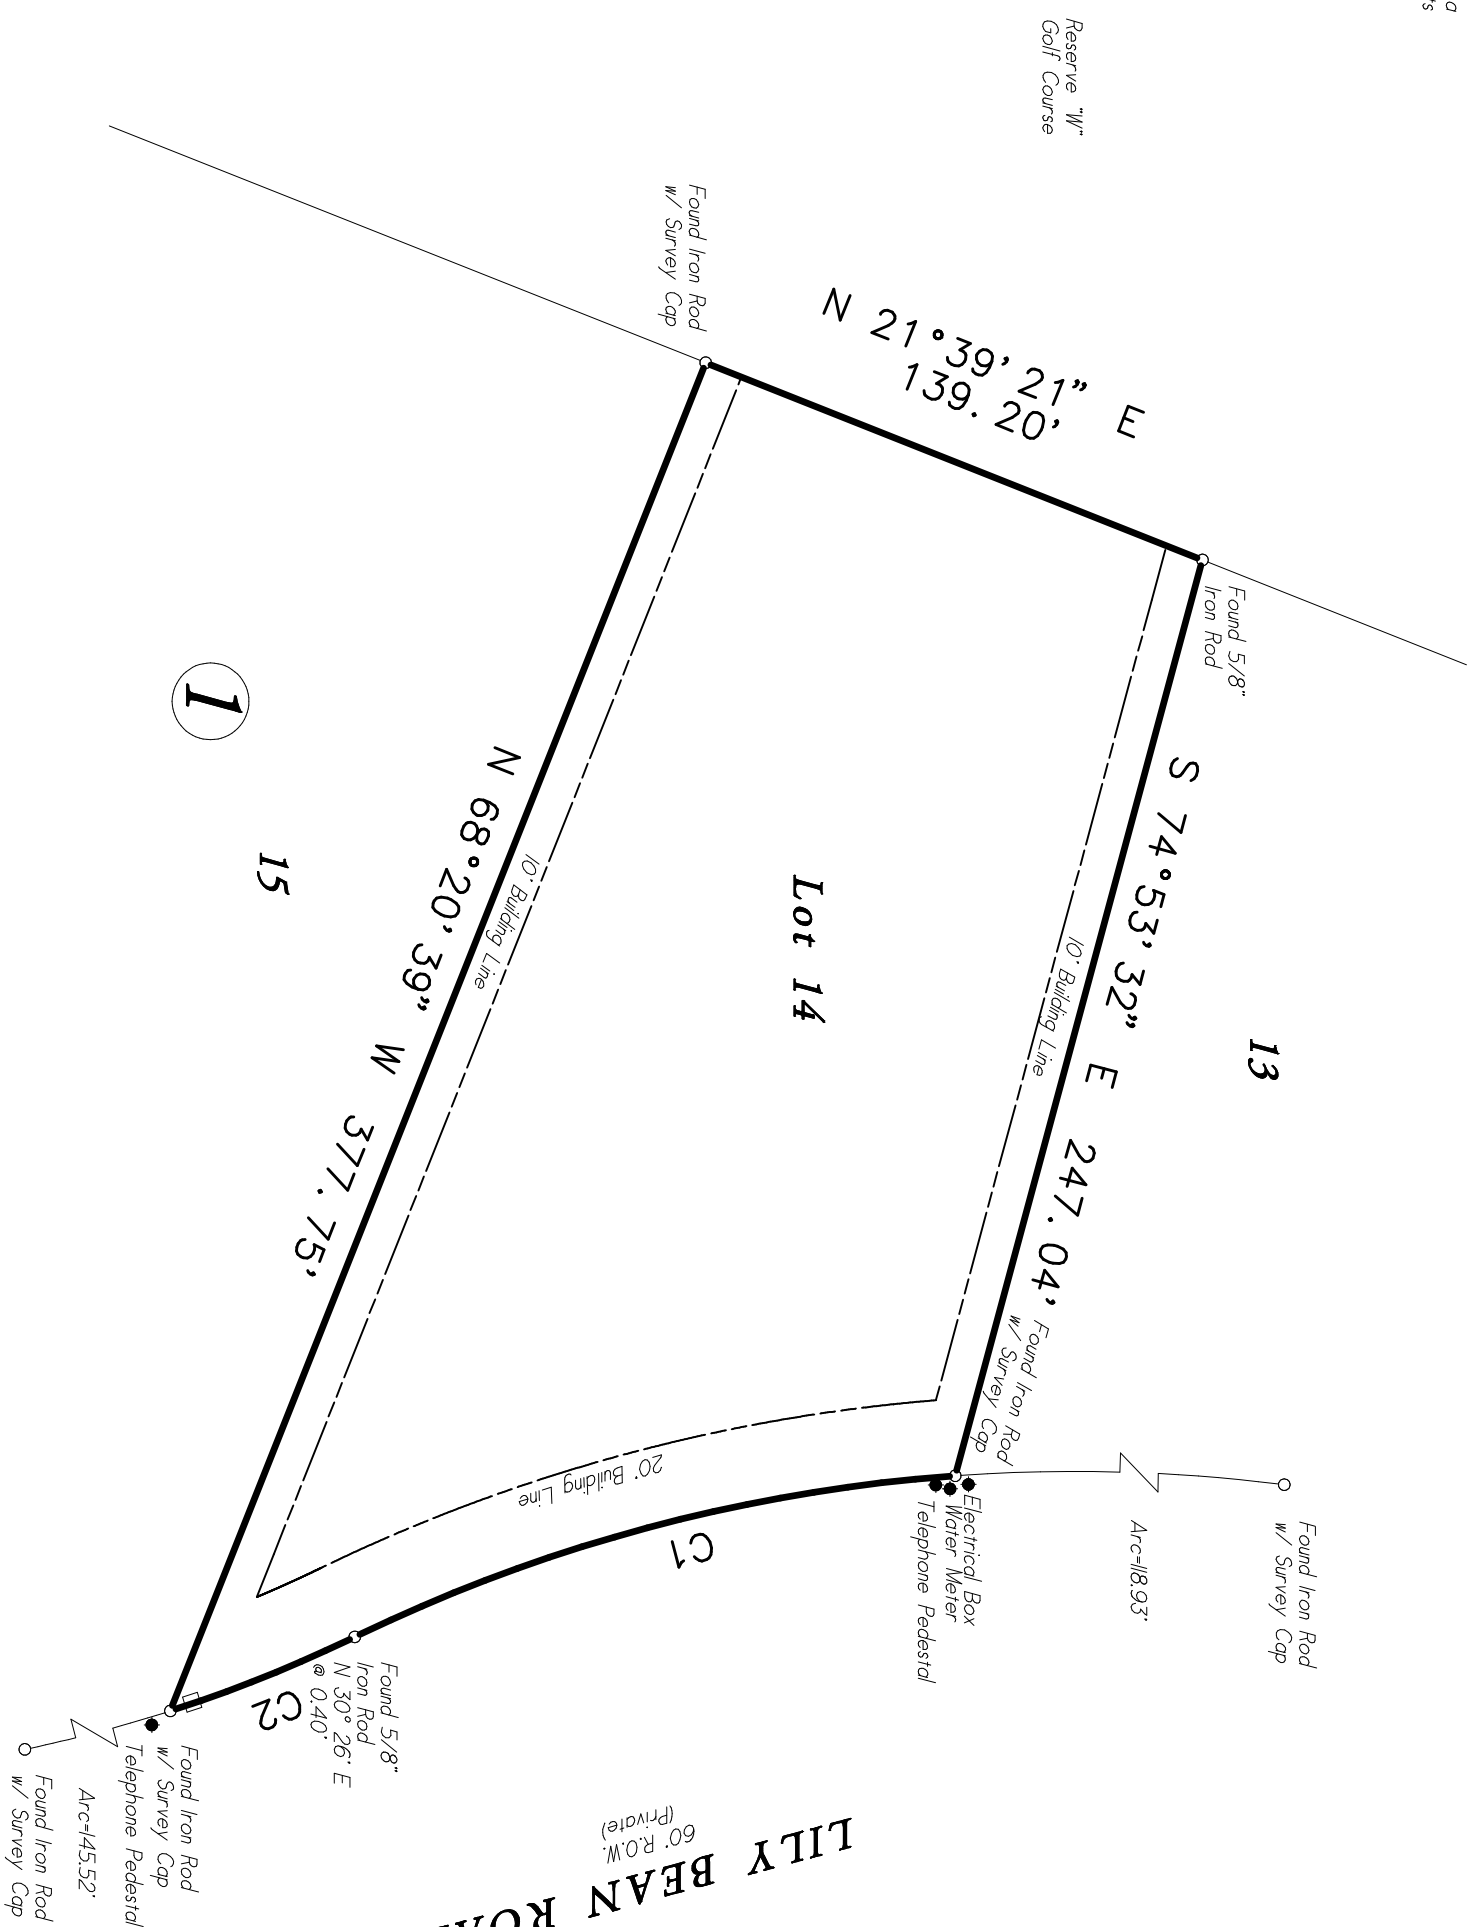 Reserve "W"
Golf Course
Found Iron Rod
w/ Survey Cap
N 21°39'21" E
139.20'
Found 5/8"
Iron Rod
S 74°53'32" E 247.04'
10' Building Line
13
Lot 14
N 68°20'39" W 377.75'
10' Building Line
1
15
Found Iron Rod
w/ Survey Cap
20' Building Line
C1
Electrical Box
Water Meter
Telephone Pedestal
Arc=118.93'
Found Iron Rod
w/ Survey Cap
Found 5/8"
Iron Rod
N 30° 26' E
@ 0.40'
C2
Found Iron Rod
w/ Survey Cap
Telephone Pedestal
Arc=145.52'
Found Iron Rod
w/ Survey Cap
LILY BEAN
60' R.O.W.
(Private)